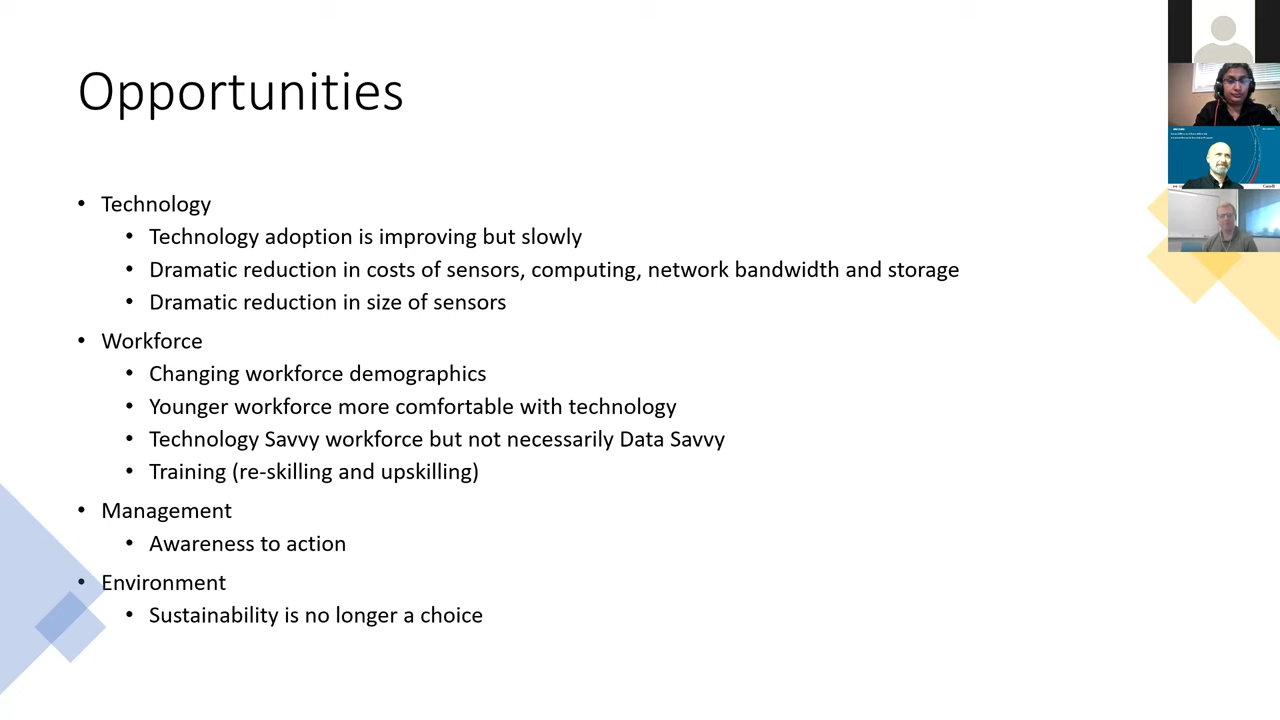 Opportunities
• Technology
• Technology adoption is improving but slowly
• Dramatic reduction in costs of sensors, computing, network bandwidth and storage
• Dramatic reduction in size of sensors
• Workforce
• Changing workforce demographics
• Younger workforce more comfortable with technology
• Technology Savvy workforce but not necessarily Data Savvy
• Training (re-skilling and upskilling)
• Management
• Awareness to action
• Environment
• Sustainability is no longer a choice